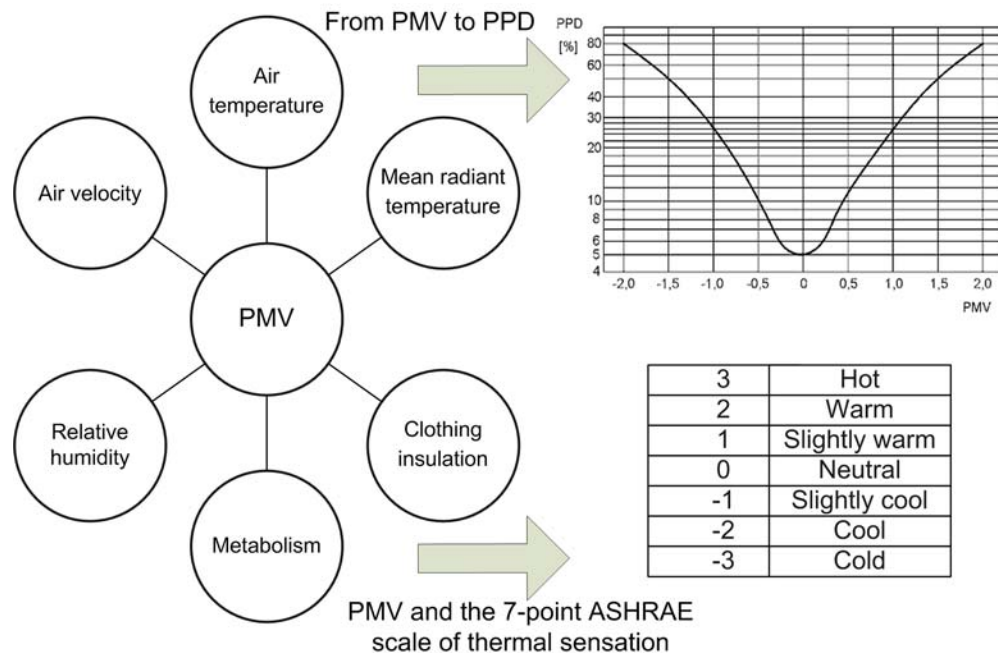 From PMV to PPD
Air
temperature
Air velocity
Mean radiant
temperature
PMV
Relative
humidity
Clothing
insulation
Metabolism
PPD
[%]
80
60
40
30
20
10
8
6
5
4
-2,0 -1,5 -1,0 -0,5 0 0,5 1,0 1,5 2,0
PMV
3 Hot
2 Warm
1 Slightly warm
0 Neutral
-1 Slightly cool
-2 Cool
-3 Cold
PMV and the 7-point ASHRAE
scale of thermal sensation